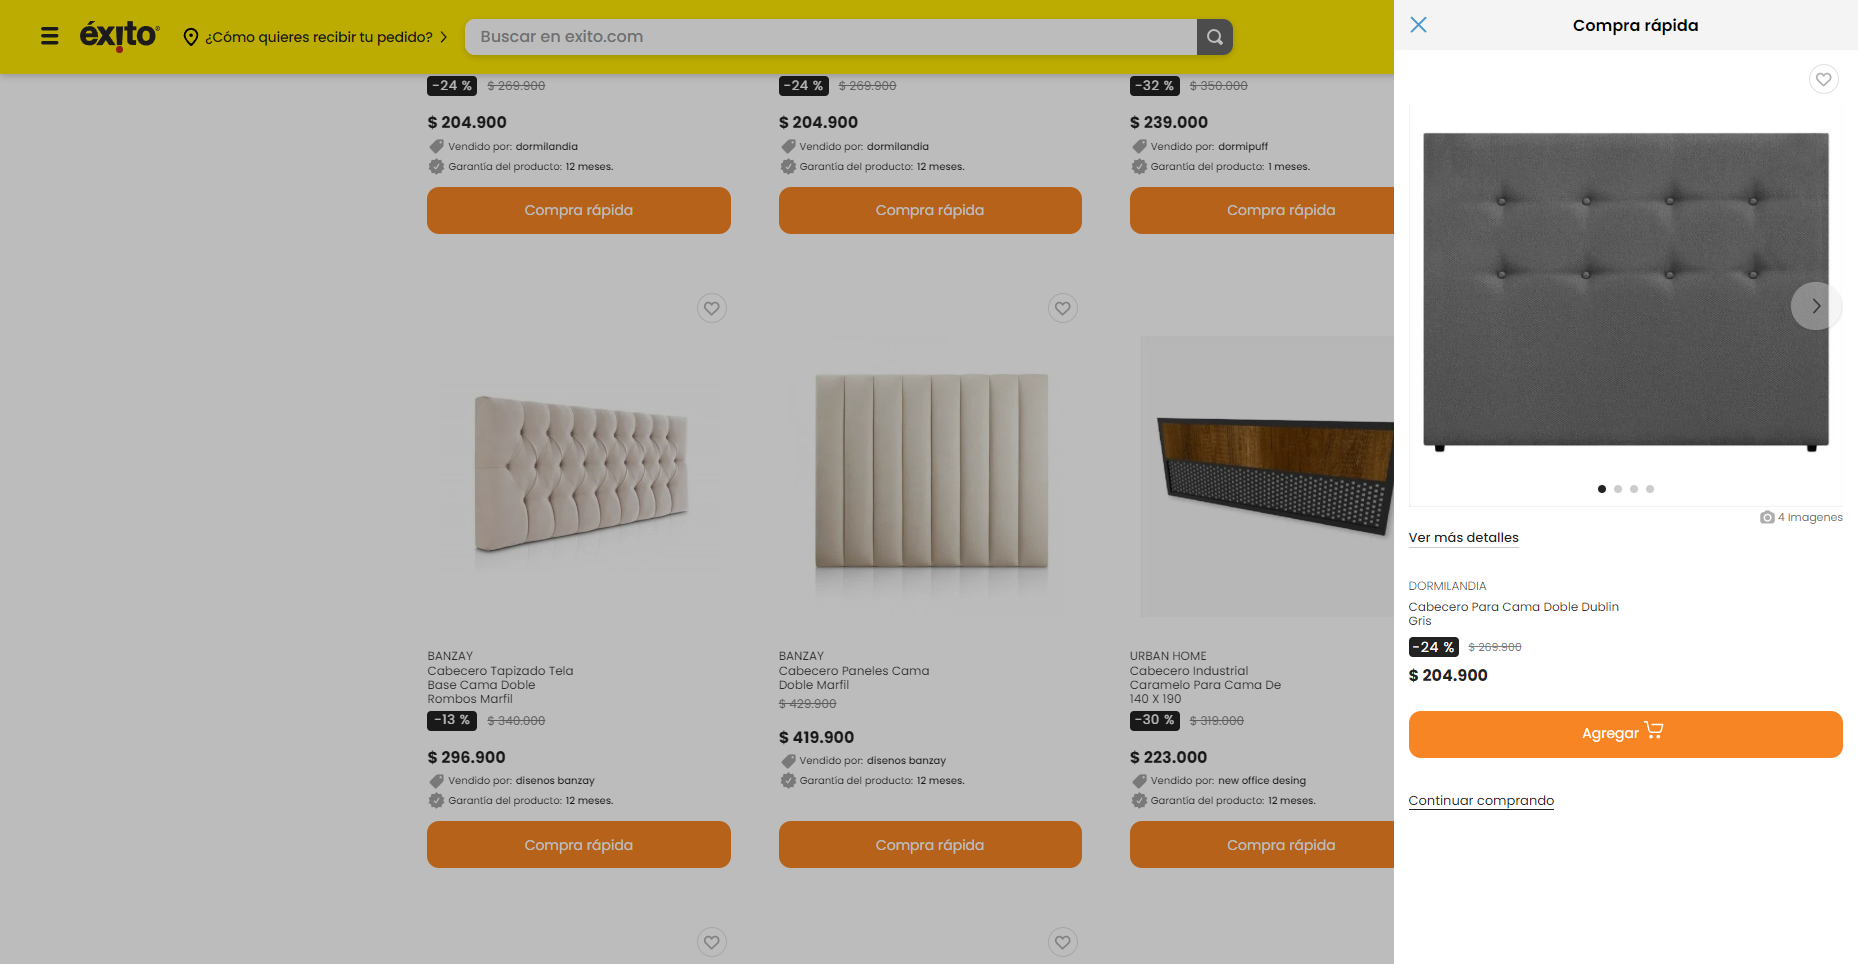 éxito
¿Cómo quieres recibir tu pedido?
Buscar en exito.com
-24 % $ 269.900
$ 204.900
Vendido por: dormilandia
Garantía del producto: 12 meses.
Compra rápida
-24 % $ 269.900
$ 204.900
Vendido por: dormilandia
Garantía del producto: 12 meses.
Compra rápida
-32 % $ 350.000
$ 239.000
Vendido por: dormipuff
Garantía del producto: 1 meses.
Compra rápida
BANZAY
Cabecero Tapizado Tela
Base Cama Doble
Rombos Marfil
-13 % $ 340.000
$ 296.900
Vendido por: disenos banzay
Garantía del producto: 12 meses.
Compra rápida
BANZAY
Cabecero Paneles Cama
Doble Marfil
$ 429.900
$ 419.900
Vendido por: disenos banzay
Garantía del producto: 12 meses.
Compra rápida
URBAN HOME
Cabecero Industrial
Caramelo Para Cama De
140 X 190
-30 % $ 319.000
$ 223.000
Vendido por: new office desing
Garantía del producto: 12 meses.
Compra rápida
Compra rápida
4 Imagenes
Ver más detalles
DORMILANDIA
Cabecero Para Cama Doble Dublin
Gris
-24 % $ 269.900
$ 204.900
Agregar
Continuar comprando